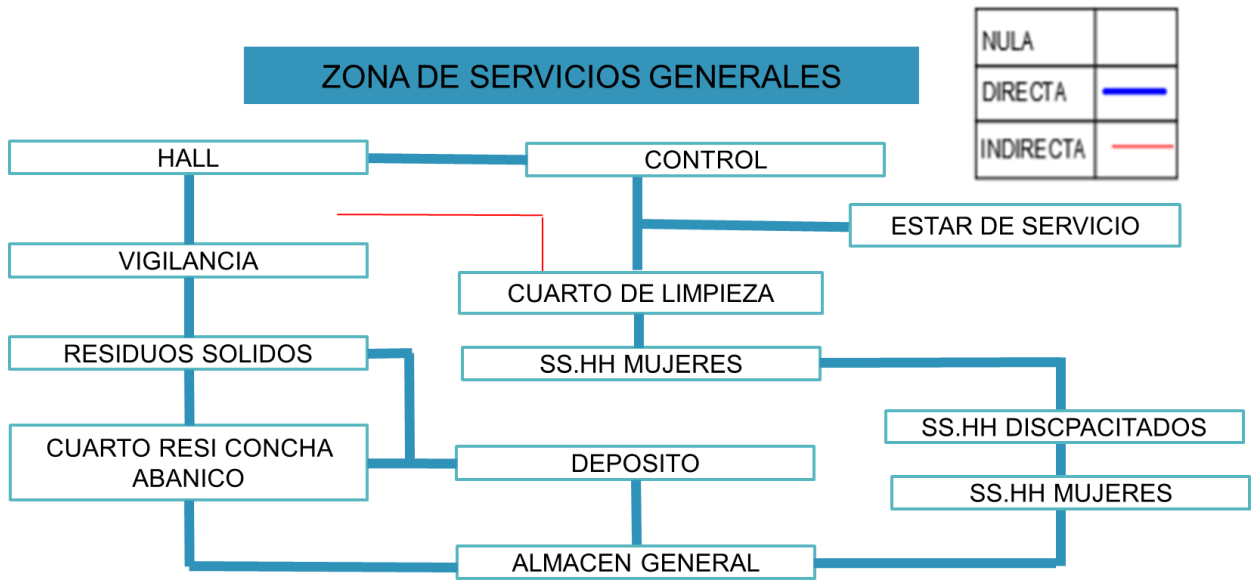 ZONA DE SERVICIOS GENERALES
NULA
DIRECTA
INDIRECTA
HALL
CONTROL
ESTAR DE SERVICIO
VIGILANCIA
CUARTO DE LIMPIEZA
RESIDUOS SOLIDOS
SS.HH MUJERES
SS.HH DISCPACITADOS
CUARTO RESI CONCHA
ABANICO
DEPOSITO
SS.HH MUJERES
ALMACEN GENERAL